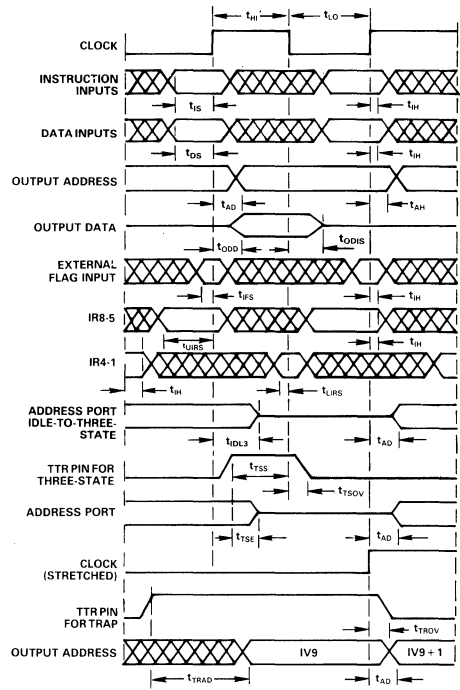 tHI tLO
CLOCK
INSTRUCTION
INPUTS
tIS tIH
DATA INPUTS
tDS tIH
OUTPUT ADDRESS
tAD tAH
OUTPUT DATA
tODD tODIS
EXTERNAL
FLAG INPUT
tIFS tIH
IR8-5
tUIRS tIH
IR4-1
tIH tLIRS
ADDRESS PORT
IDLE-TO-THREE-
STATE
tIDL3 tAD
TTR PIN FOR
THREE-STATE
tTSS tTSOV
ADDRESS PORT
tTSE tAD
CLOCK
(STRETCHED)
TTR PIN
FOR TRAP
tTROV
OUTPUT ADDRESS IV9 IV9 + 1
tTRAD tAD